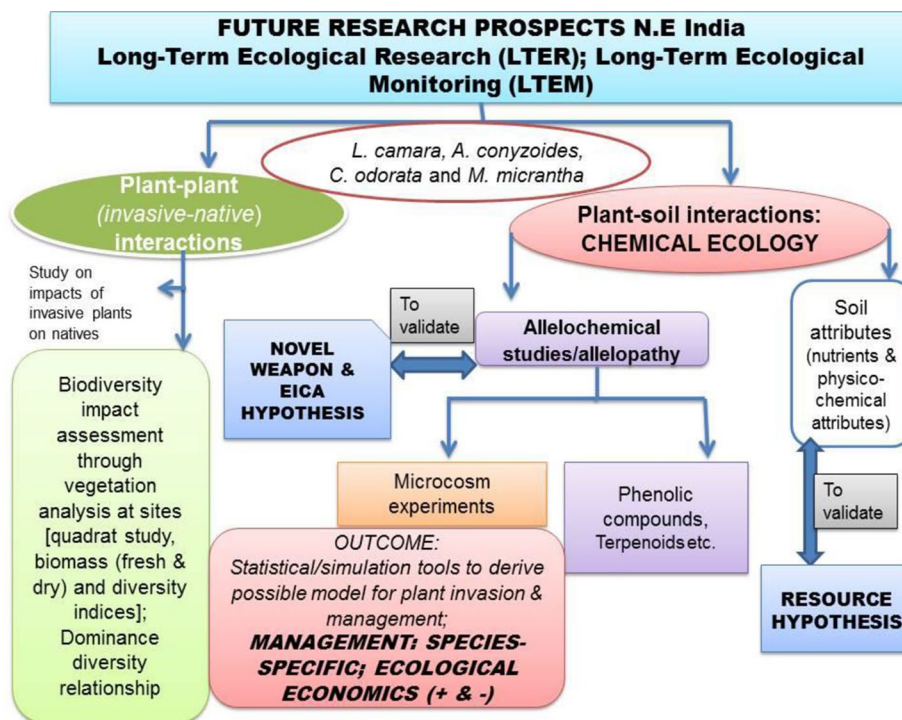 FUTURE RESEARCH PROSPECTS N.E India
Long-Term Ecological Research (LTER); Long-Term Ecological
Monitoring (LTEM)
L. camara, A. conyzoides,
C. odorata and M. micrantha
Plant-plant
(invasive-native)
interactions
Plant-soil interactions:
CHEMICAL ECOLOGY
Study on
impacts of
invasive plants
on natives
Biodiversity
impact
assessment
through
vegetation
analysis at sites
[quadrat study,
biomass (fresh &
dry) and diversity
indices];
Dominance
diversity
relationship
NOVEL
WEAPON &
EICA
HYPOTHESIS
To
validate
Allelochemical
studies/allelopathy
Microcosm
experiments
Phenolic
compounds,
Terpenoids etc.
OUTCOME:
Statistical/simulation tools to derive
possible model for plant invasion &
management;
MANAGEMENT: SPECIES-
SPECIFIC; ECOLOGICAL
ECONOMICS (+ & -)
Soil
attributes
(nutrients &
physico-
chemical
attributes)
To
validate
RESOURCE
HYPOTHESIS